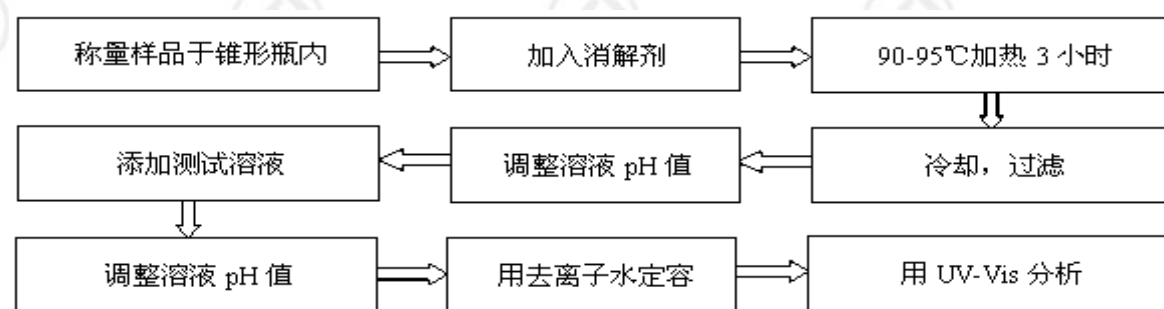 称量样品于锥形瓶内
加入消解剂
90-95℃加热 3 小时
冷却，过滤
调整溶液 pH 值
添加测试溶液
调整溶液 pH 值
用去离子水定容
用 UV-Vis 分析